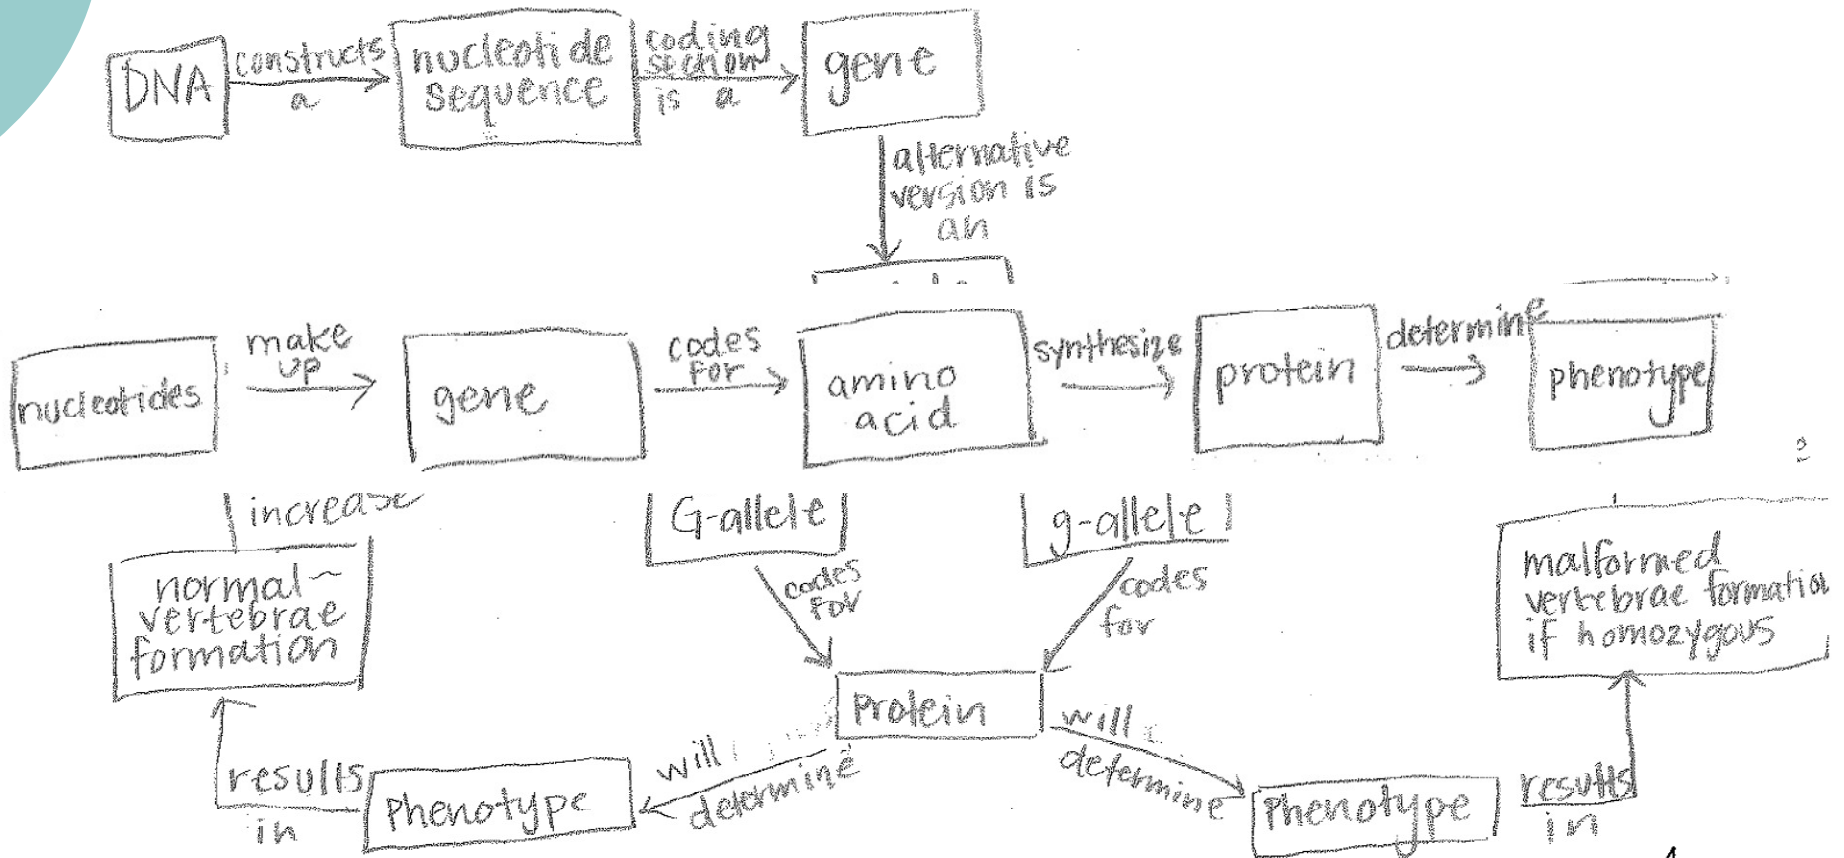 DNA
constructs
a
nucleotide
sequence
coding
section
is a
gene
alternative
version is
an
nucleotides
make
up
gene
codes
for
amino
acid
synthesize
protein
determine
phenotype
increase
normal
vertebrae
formation
G-allele
codes
for
g-allele
codes
for
malformed
vertebrae
if homozygous
Protein
will
determine
will
determine
results
in
Phenotype
Phenotype
results
in